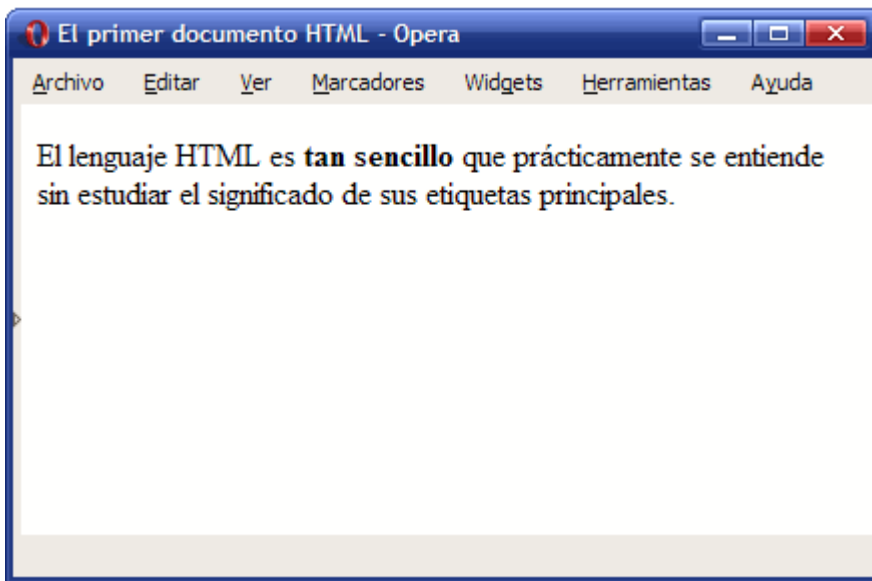 El primer documento HTML - Opera
Archivo Editar Ver Marcadores Widgets Herramientas Ayuda
El lenguaje HTML es tan sencillo que prácticamente se entiende
sin estudiar el significado de sus etiquetas principales.